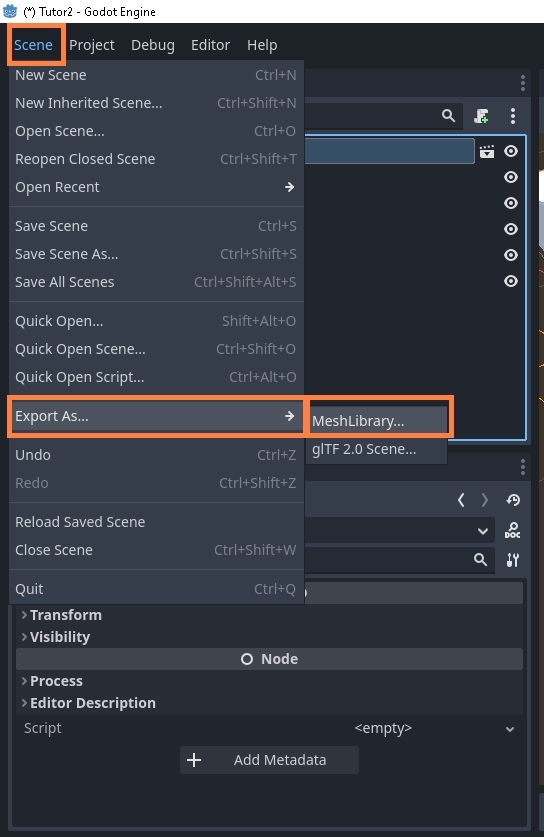 (*) Tutor2 - Godot Engine
Scene Project Debug Editor Help
New Scene Ctrl+N
New Inherited Scene... Ctrl+Shift+N
Open Scene... Ctrl+O
Reopen Closed Scene Ctrl+Shift+T
Open Recent
Save Scene Ctrl+S
Save Scene As... Ctrl+Shift+S
Save All Scenes Ctrl+Shift+Alt+S
Quick Open... Shift+Alt+O
Quick Open Scene... Ctrl+Shift+O
Quick Open Script... Ctrl+Alt+O
Export As... MeshLibrary...
glTF 2.0 Scene...
Undo Ctrl+Z
Redo Ctrl+Shift+Z
Reload Saved Scene
DOC
Close Scene Ctrl+Shift+W
Quit Ctrl+Q
Transform
Visibility
Node
Process
Editor Description
Script <empty>
Add Metadata